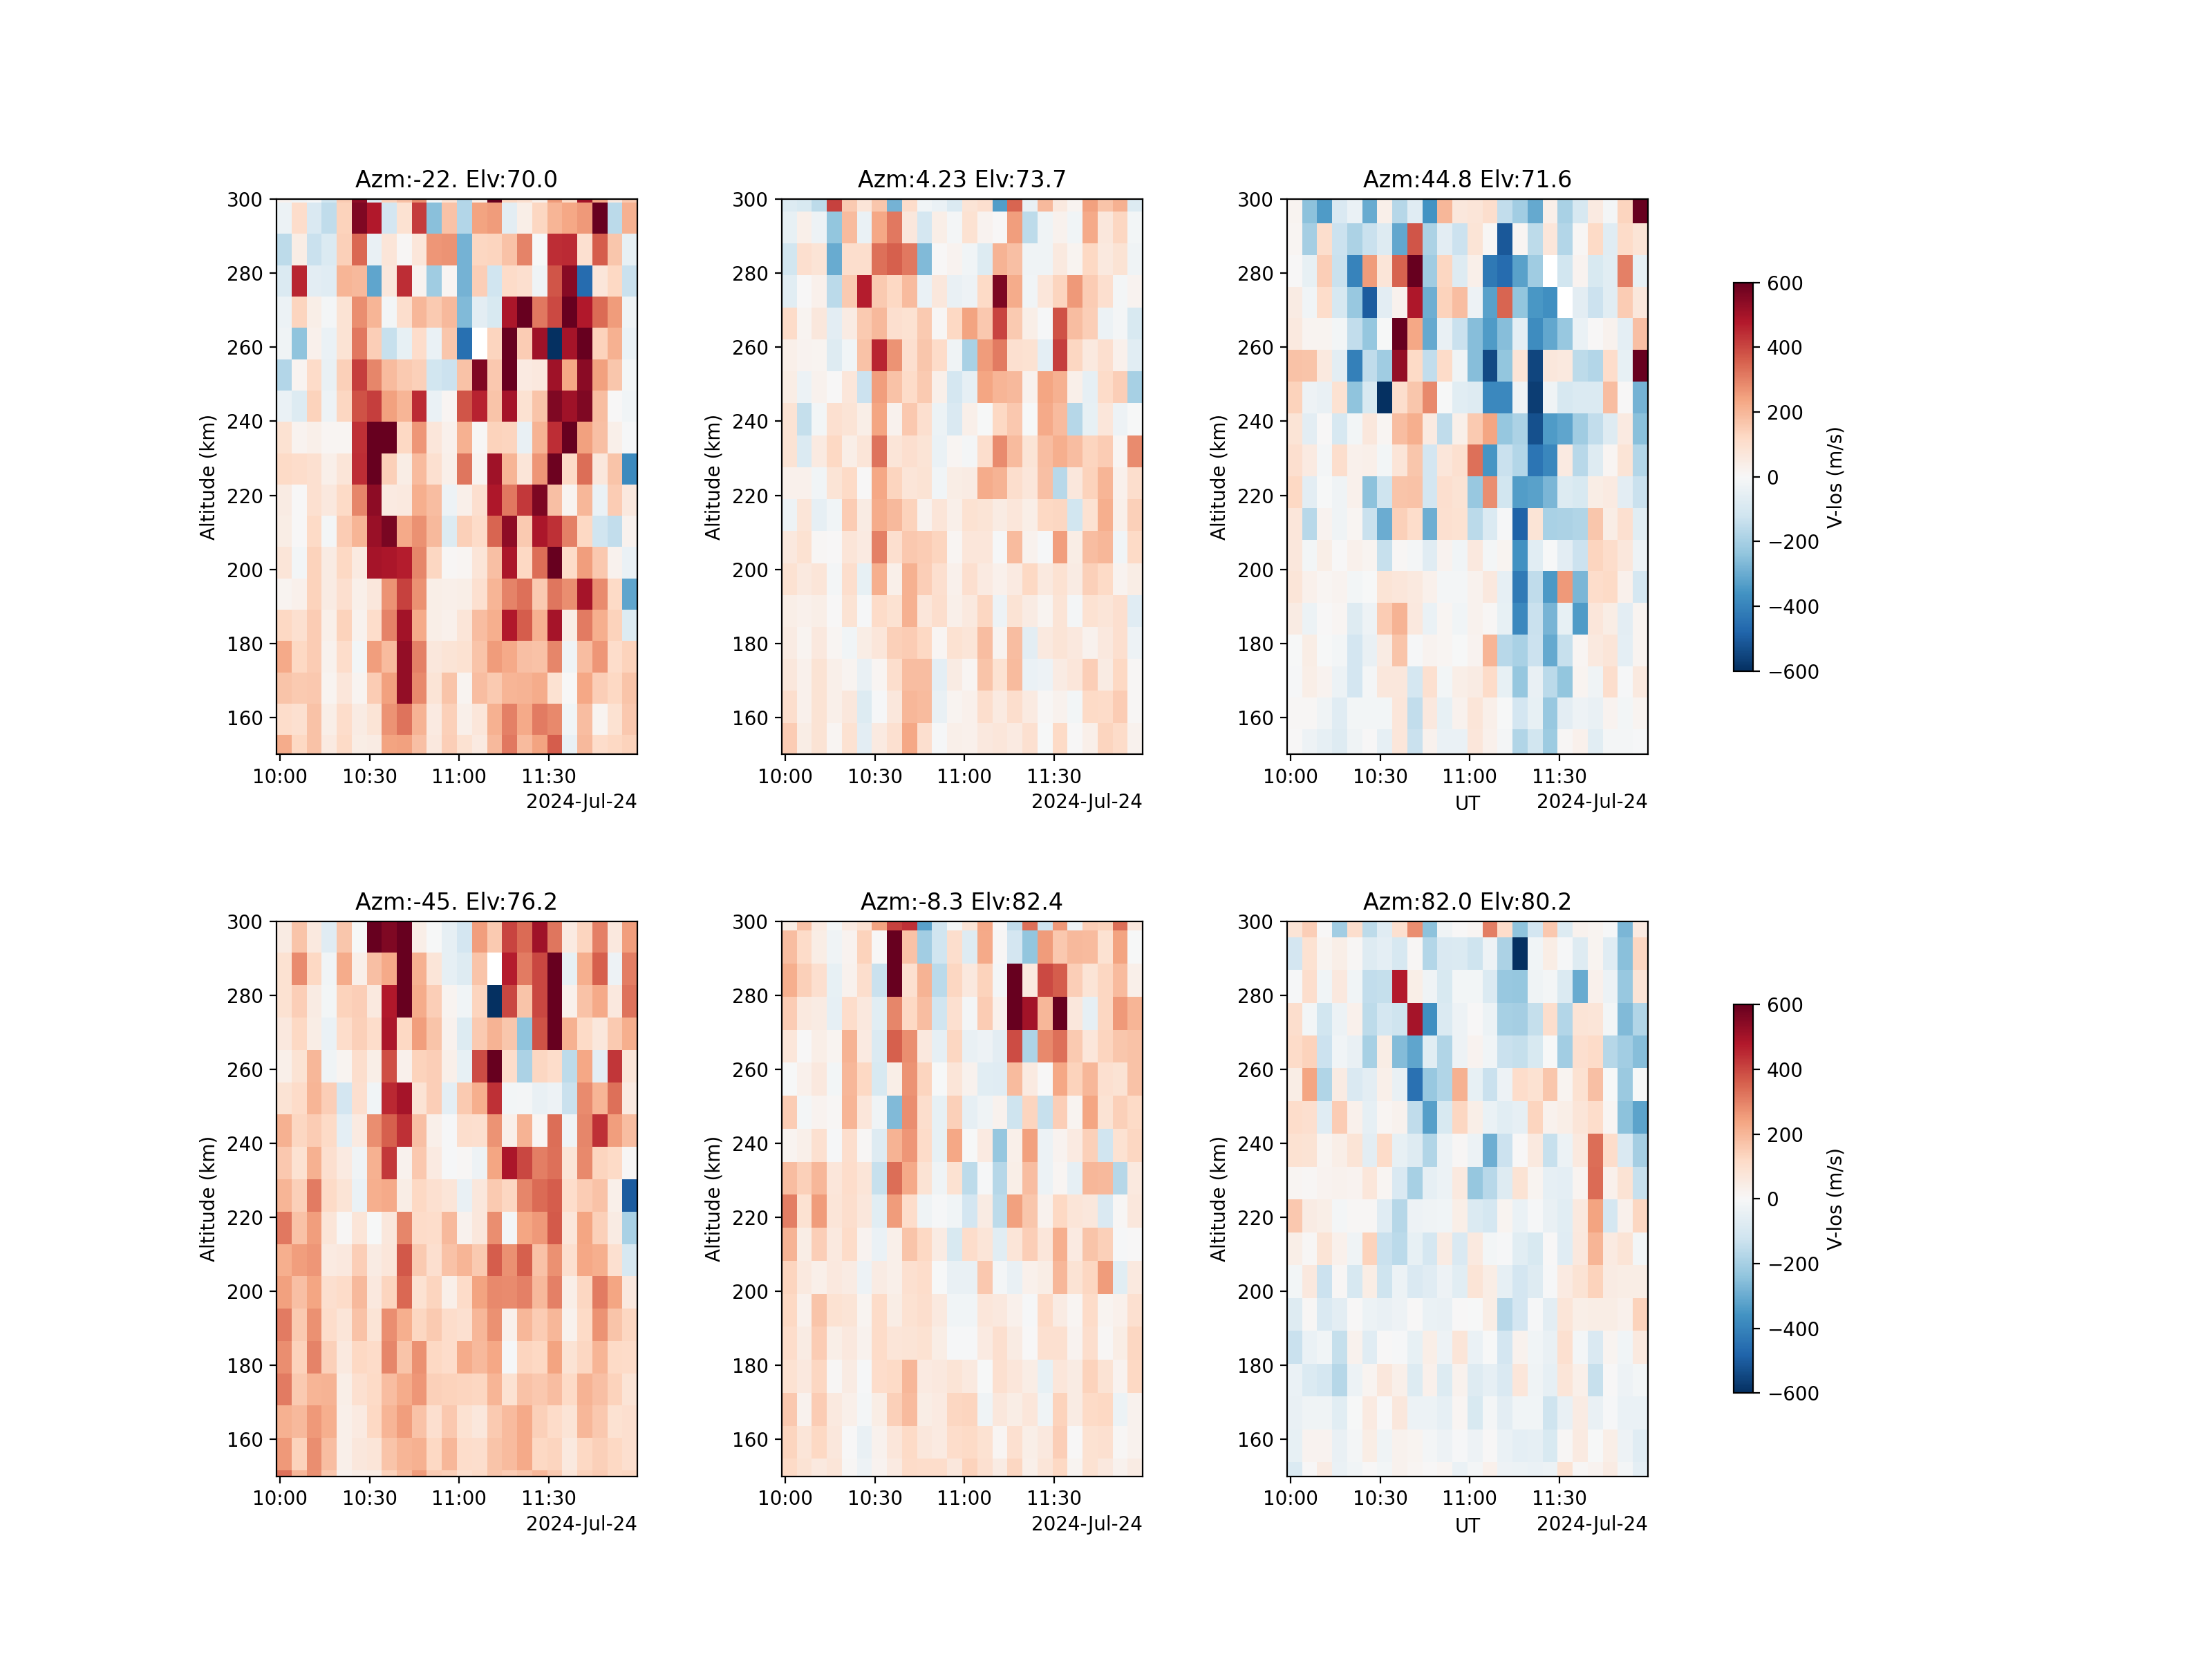 Azm:-22. Elv:70.0
Azm:4.23 Elv:73.7
Azm:44.8 Elv:71.6
300
280
260
240
220
200
180
160
Altitude (km)
10:00 10:30 11:00 11:30
2024-Jul-24
300
280
260
240
220
200
180
160
Altitude (km)
10:00 10:30 11:00 11:30
2024-Jul-24
300
280
260
240
220
200
180
160
Altitude (km)
10:00 10:30 11:00 11:30
UT 2024-Jul-24
600
400
200
0
−200
−400
−600
V-los (m/s)
Azm:-45. Elv:76.2
Azm:-8.3 Elv:82.4
Azm:82.0 Elv:80.2
300
280
260
240
220
200
180
160
Altitude (km)
10:00 10:30 11:00 11:30
2024-Jul-24
300
280
260
240
220
200
180
160
Altitude (km)
10:00 10:30 11:00 11:30
2024-Jul-24
300
280
260
240
220
200
180
160
Altitude (km)
10:00 10:30 11:00 11:30
UT 2024-Jul-24
600
400
200
0
−200
−400
−600
V-los (m/s)